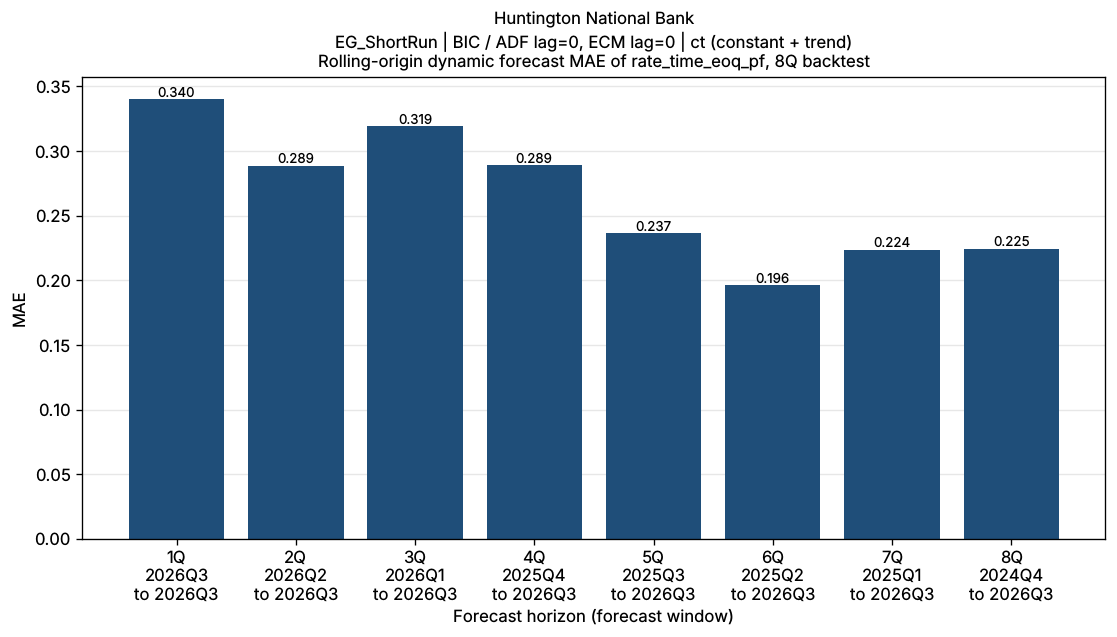 Huntington National Bank
EG_ShortRun | BIC / ADF lag=0, ECM lag=0 | ct (constant + trend)
Rolling-origin dynamic forecast MAE of rate_time_eoq_pf, 8Q backtest
MAE
0.35
0.30
0.25
0.20
0.15
0.10
0.05
0.00
0.340
0.289
0.319
0.289
0.237
0.196
0.224
0.225
1Q
2026Q3
to 2026Q3
2Q
2026Q2
to 2026Q3
3Q
2026Q1
to 2026Q3
4Q
2025Q4
to 2026Q3
5Q
2025Q3
to 2026Q3
6Q
2025Q2
to 2026Q3
7Q
2025Q1
to 2026Q3
8Q
2024Q4
to 2026Q3
Forecast horizon (forecast window)